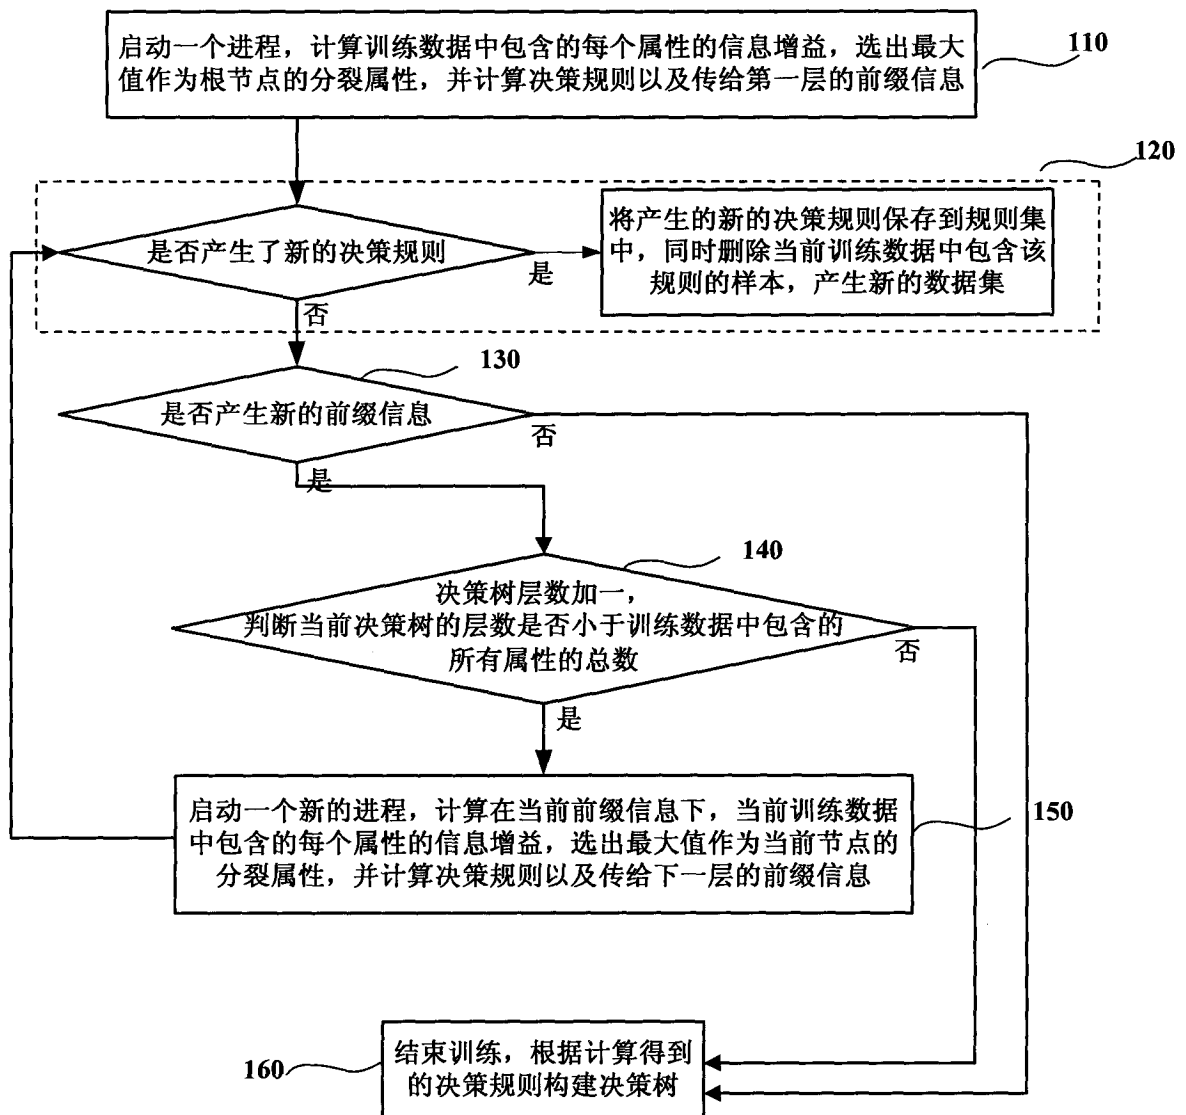 启动一个进程，计算训练数据中包含的每个属性的信息增益，选出最大
值作为根节点的分裂属性，并计算决策规则以及传给第一层的前缀信息
110
120
是否产生了新的决策规则
是
将产生的新的决策规则保存到规则集
中，同时删除当前训练数据中包含该
规则的样本，产生新的数据集
否
130
是否产生新的前缀信息
否
是
140
决策树层数加一，
判断当前决策树的层数是否小于训练数据中包含的
所有属性的总数
否
是
启动一个新的进程，计算在当前前缀信息下，当前训练数据
中包含的每个属性的信息增益，选出最大值作为当前节点的
分裂属性，并计算决策规则以及传给下一层的前缀信息
150
160
结束训练，根据计算得到
的决策规则构建决策树